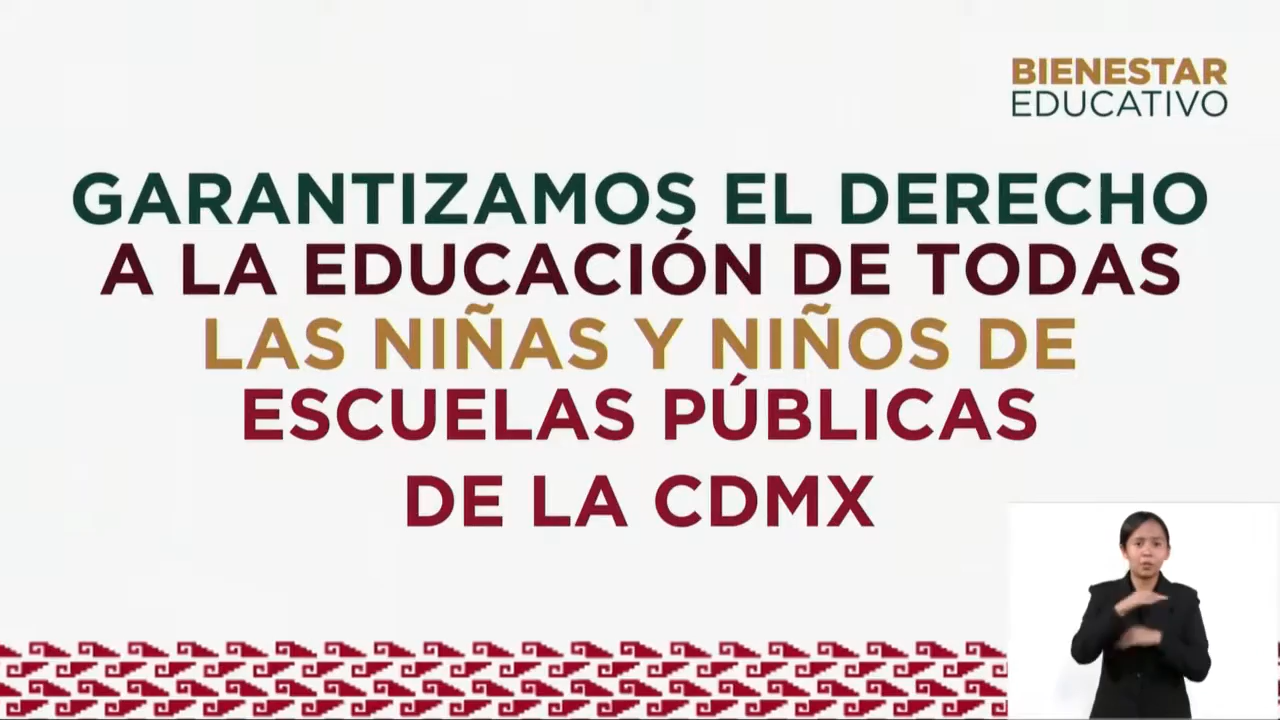 BIENESTAR
EDUCATIVO
GARANTIZAMOS EL DERECHO
A LA EDUCACIÓN DE TODAS
LAS NIÑAS Y NIÑOS DE
ESCUELAS PÚBLICAS
DE LA CDMX